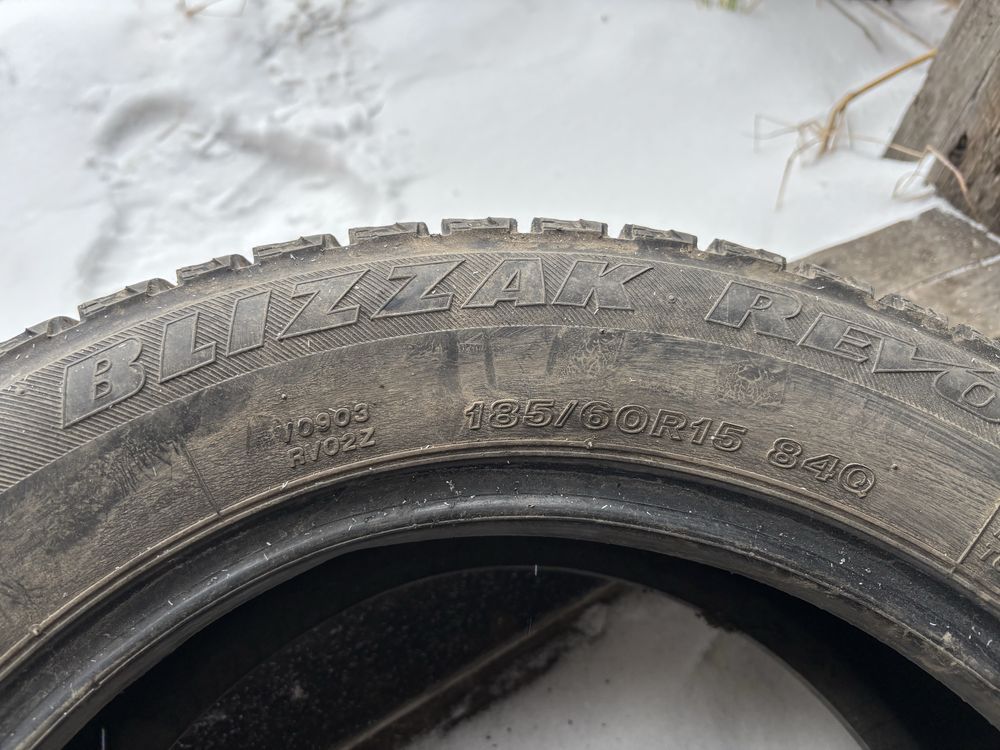 BLIZZAK REVO
V0903
RV02Z
185/60R15 84Q